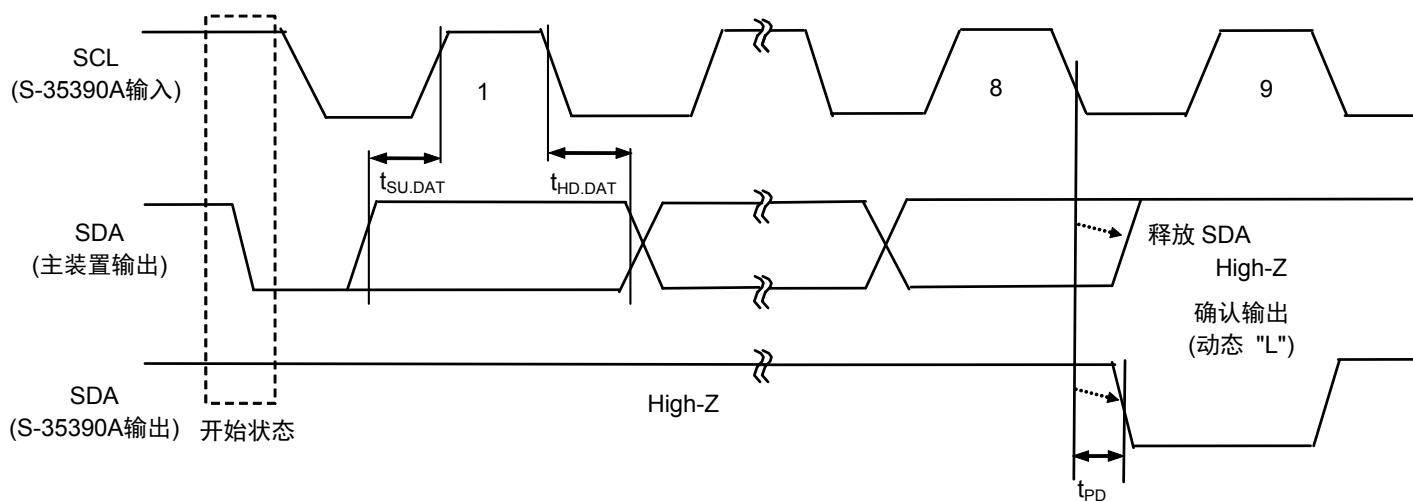 SCL
(S-35390A输入)
1
8
9
tSU.DAT
tHD.DAT
SDA
(主装置输出)
释放 SDA
High-Z
确认输出
(动态 "L")
SDA
(S-35390A输出)
开始状态
High-Z
tPD